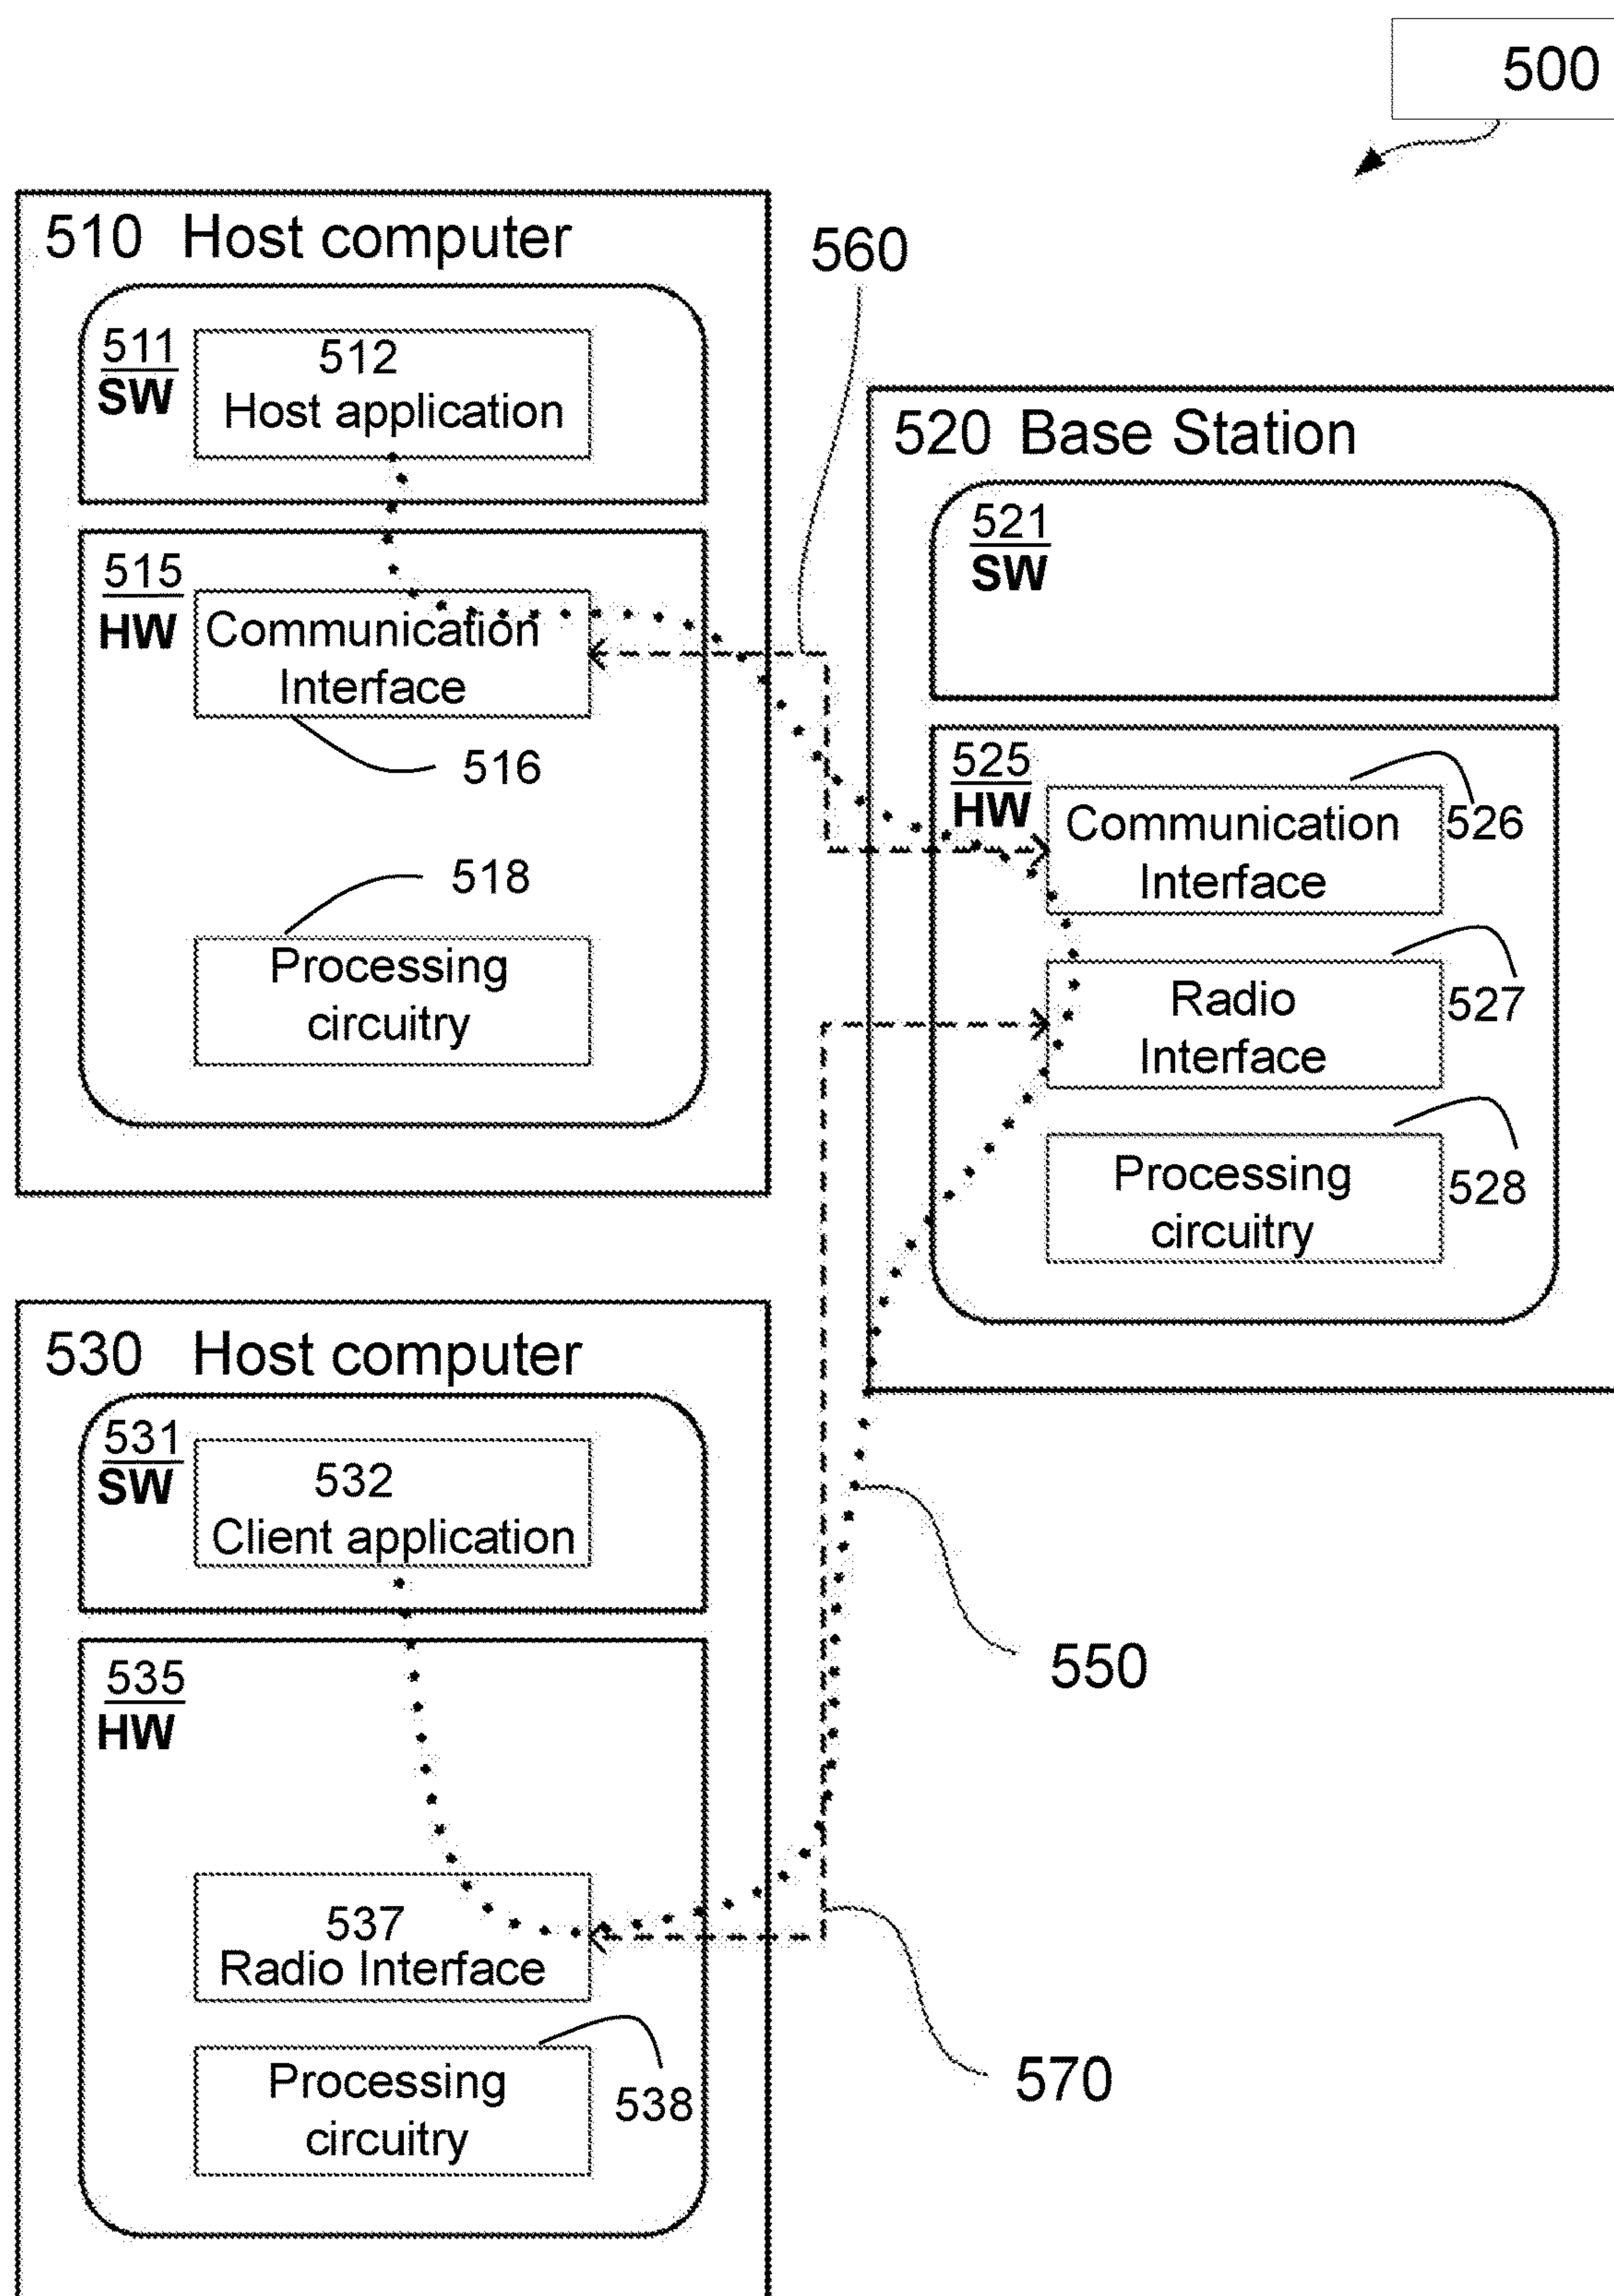 500
510 Host computer
511
SW
512
Host application
515
HW
Communication
Interface
516
518
Processing
circuitry
560
520 Base Station
521
SW
525
HW
Communication
Interface
526
Radio
Interface
527
Processing
circuitry
528
530 Host computer
531
SW
532
Client application
535
HW
537
Radio Interface
Processing
circuitry
538
550
570